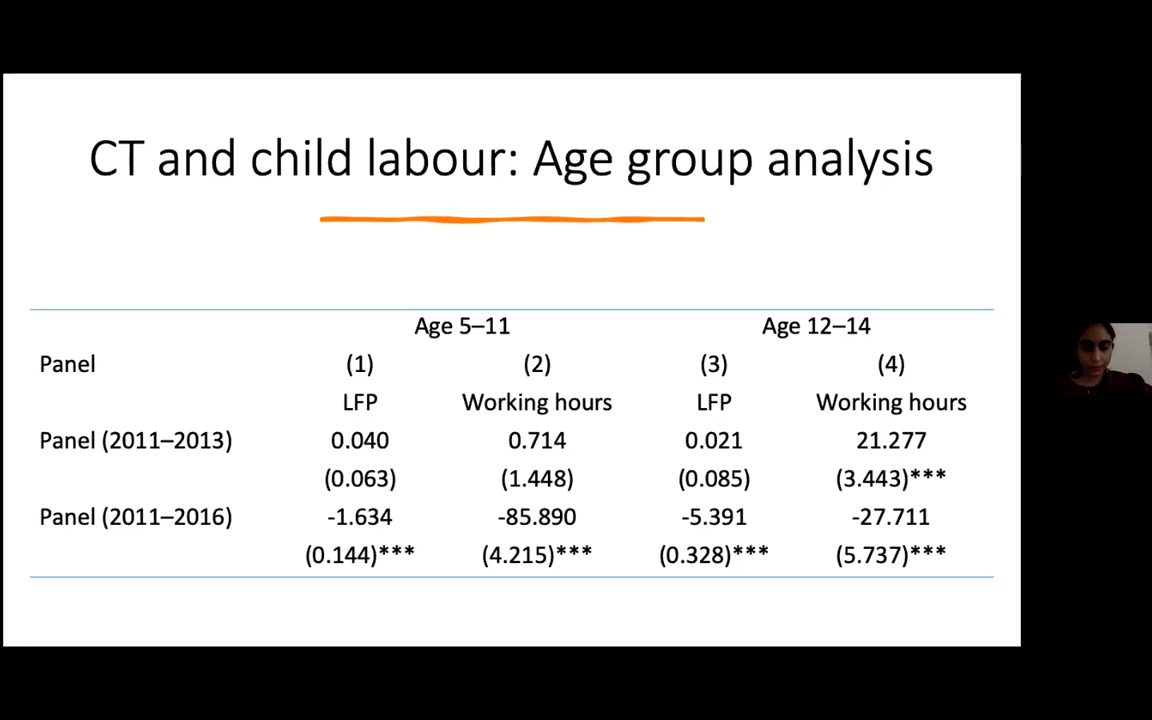 CT and child labour: Age group analysis
Age 5–11 Age 12–14
Panel (1) (2) (3) (4)
LFP Working hours LFP Working hours
Panel (2011–2013) 0.040 0.714 0.021 21.277
(0.063) (1.448) (0.085) (3.443)***
Panel (2011–2016) -1.634 -85.890 -5.391 -27.711
(0.144)*** (4.215)*** (0.328)*** (5.737)***